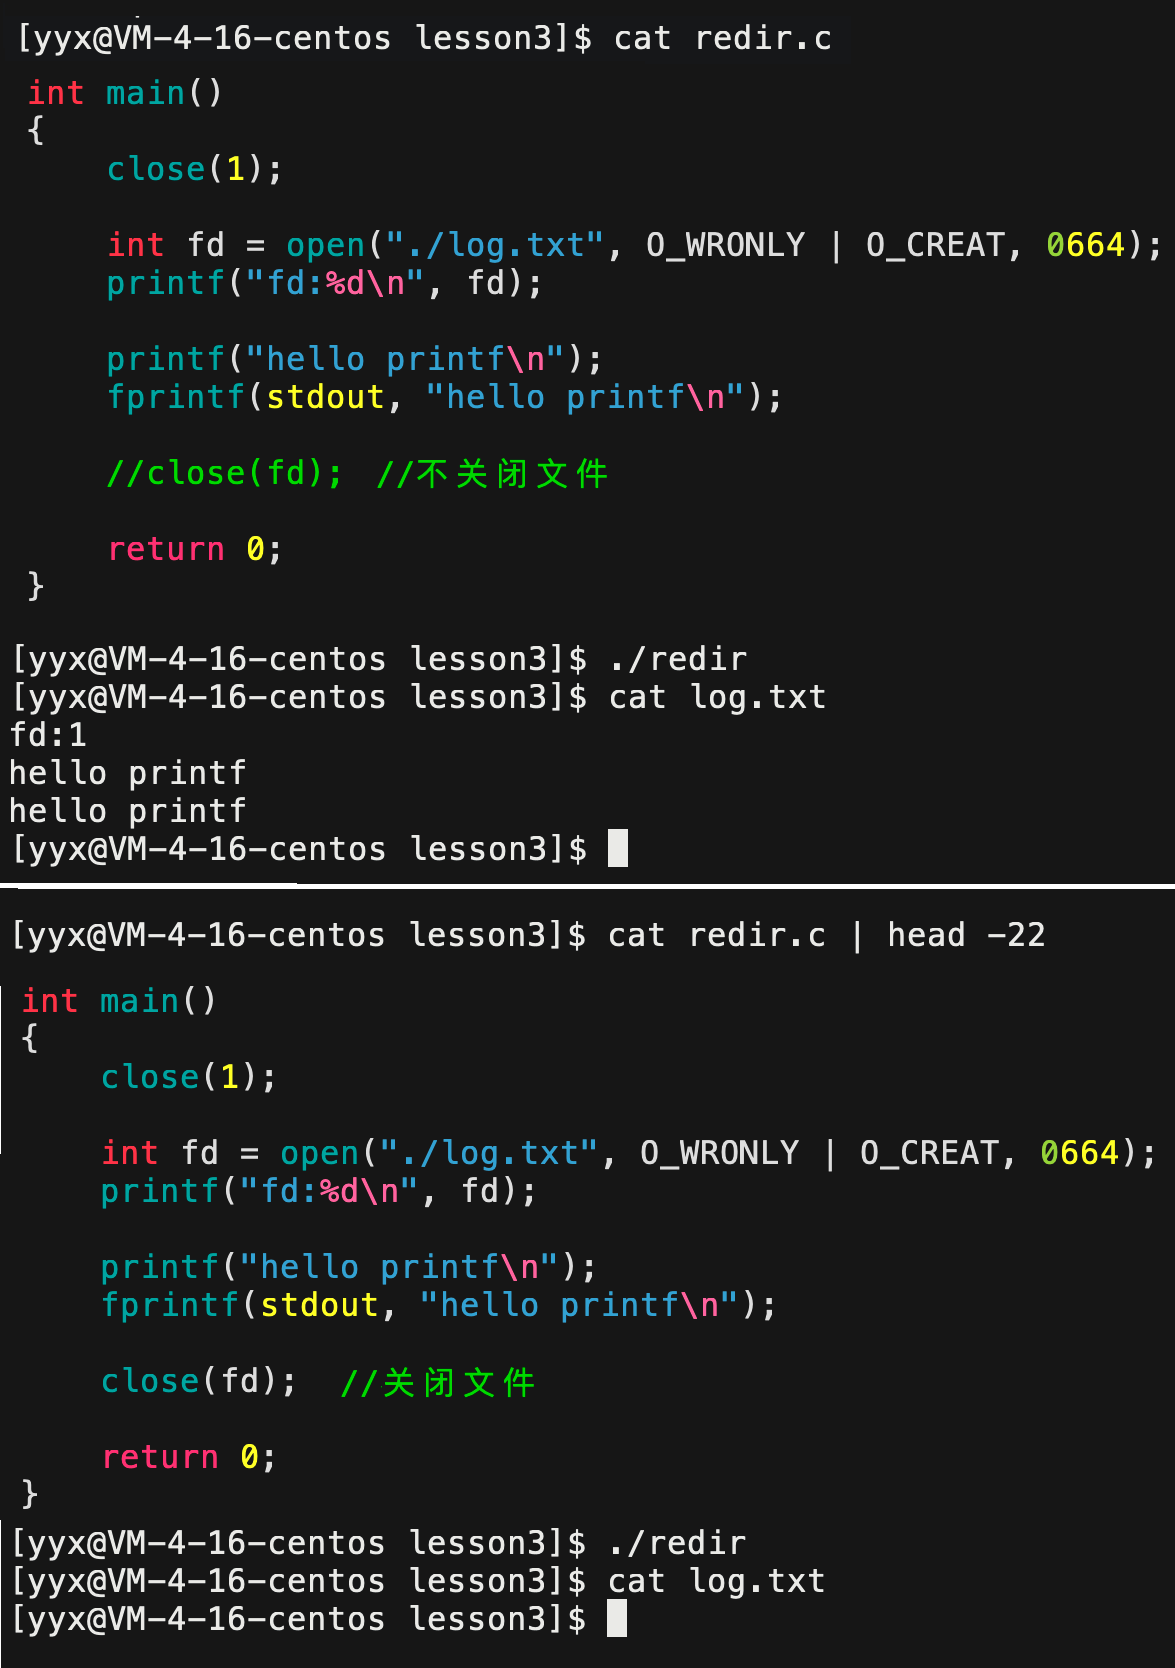 [yyx@VM-4-16-centos lesson3]$ cat redir.c
int main()
{
    close(1);
    int fd = open("./log.txt", O_WRONLY | O_CREAT, 0664);
    printf("fd:%d\n", fd);
    printf("hello printf\n");
    fprintf(stdout, "hello printf\n");
    //close(fd);  //不关闭文件
    return 0;
}
[yyx@VM-4-16-centos lesson3]$ ./redir
[yyx@VM-4-16-centos lesson3]$ cat log.txt
fd:1
hello printf
hello printf
[yyx@VM-4-16-centos lesson3]$
[yyx@VM-4-16-centos lesson3]$ cat redir.c | head -22
int main()
{
    close(1);
    int fd = open("./log.txt", O_WRONLY | O_CREAT, 0664);
    printf("fd:%d\n", fd);
    printf("hello printf\n");
    fprintf(stdout, "hello printf\n");
    close(fd);  //关闭文件
    return 0;
}
[yyx@VM-4-16-centos lesson3]$ ./redir
[yyx@VM-4-16-centos lesson3]$ cat log.txt
[yyx@VM-4-16-centos lesson3]$